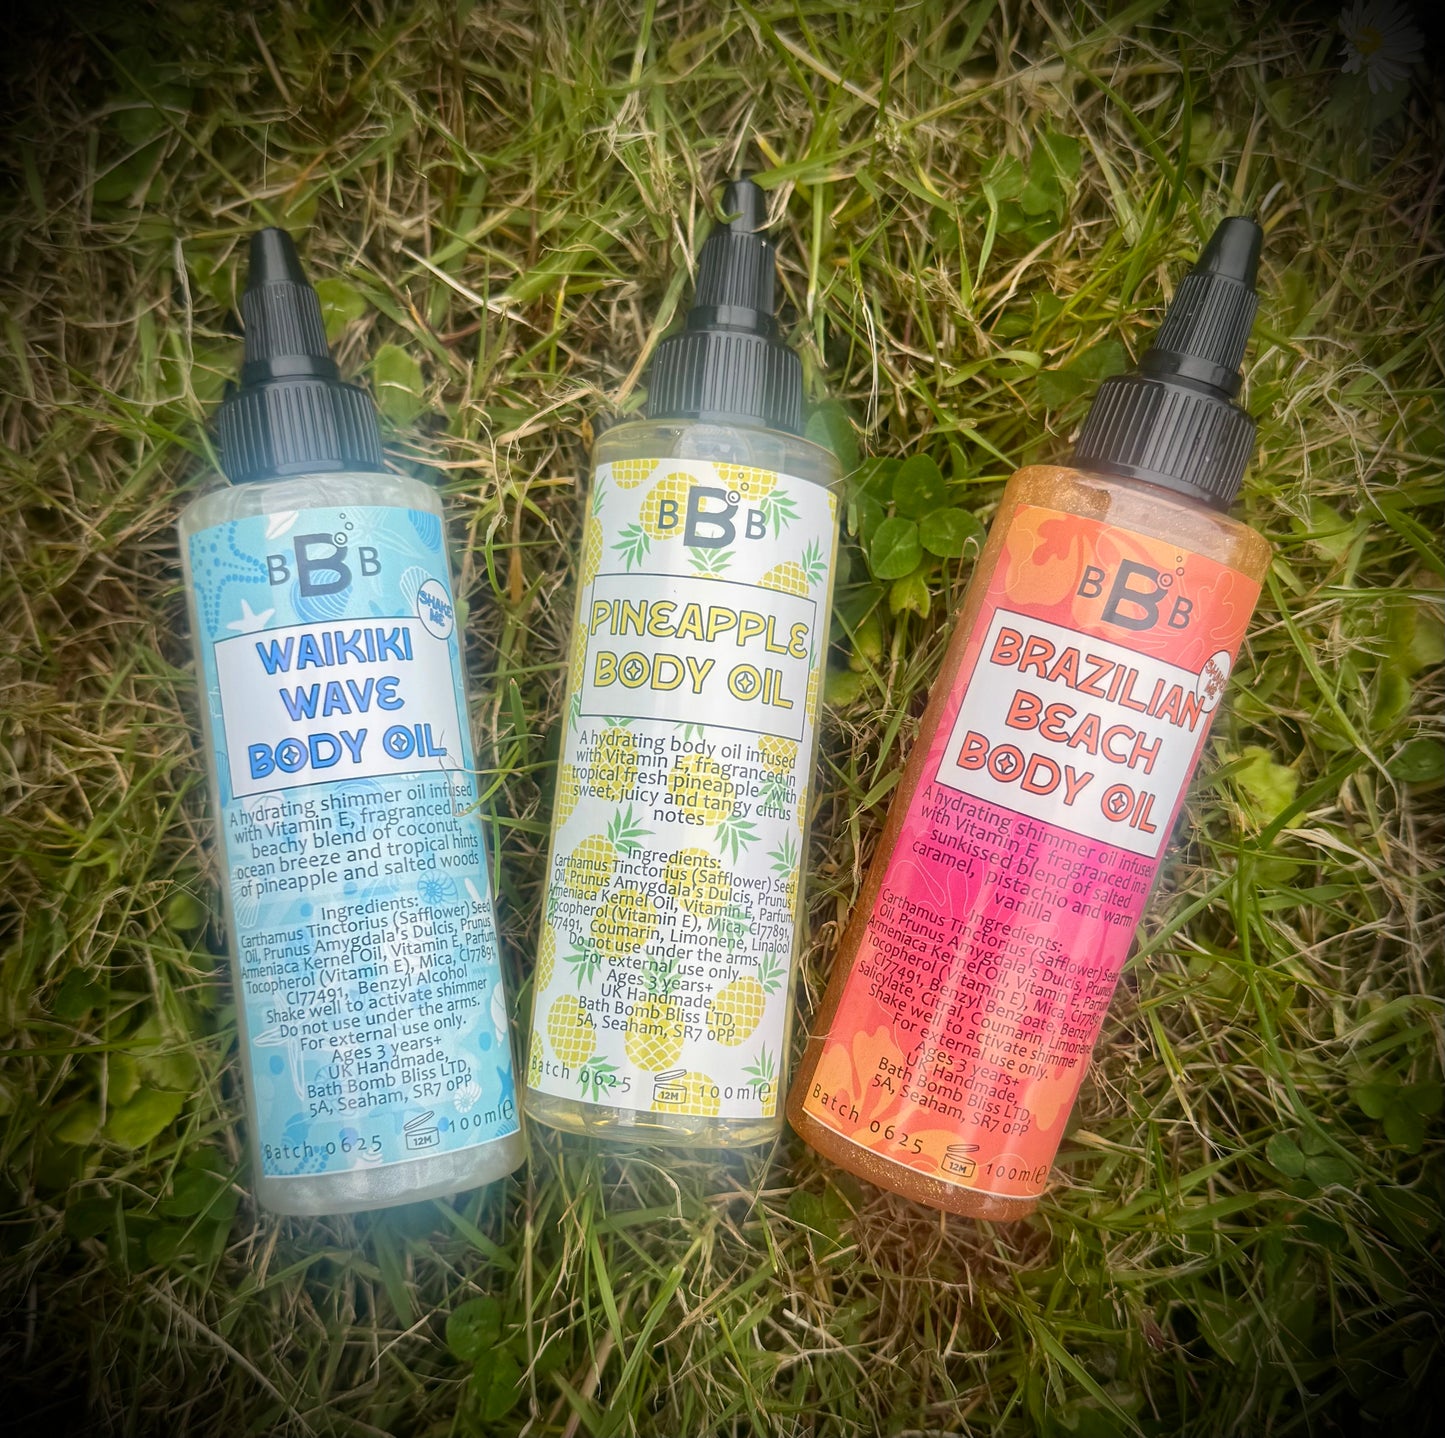 BBB
SHAKE
ME
WAIKIKI
WAVE
BODY OIL
A hydrating shimmer oil infused
with Vitamin E, fragranced in a
beachy blend of coconut,
ocean breeze and tropical hints
of pineapple and salted woods
Ingredients:
Carthamus Tinctorius (Safflower) Seed
Oil, Prunus Amygdala's Dulcis, Prunus
Armeniaca Kernel Oil, Vitamin E, Parfum,
Tocopherol (Vitamin E), Mica, CI77891,
CI77491, Benzyl Alcohol
Shake well to activate shimmer
Do not use under the arms.
For external use only.
Ages 3 years+
UK Handmade,
Bath Bomb Bliss LTD,
5A, Seaham, SR7 0PP
Batch 0625 12M 100ml℮
BBB
PINEAPPLE
BODY OIL
A hydrating body oil infused
with Vitamin E, fragranced in
tropical fresh pineapple with
sweet, juicy and tangy citrus
notes
Ingredients:
Carthamus Tinctorius (Safflower) Seed
Oil, Prunus Amygdala's Dulcis, Prunus
Armeniaca Kernel Oil, Vitamin E, Parfum,
Tocopherol (Vitamin E), Mica, CI77891,
CI77491, Coumarin, Limonene, Linalool
Do not use under the arms.
For external use only.
Ages 3 years+
UK Handmade,
Bath Bomb Bliss LTD,
5A, Seaham, SR7 0PP
Batch 0625 12M 100ml℮
BBB
SHAKE
ME
BRAZILIAN
BEACH
BODY OIL
A hydrating shimmer oil infused
with Vitamin E, fragranced in a
sunkissed blend of salted
caramel, pistachio and warm
vanilla
Ingredients:
Carthamus Tinctorius (Safflower) Seed
Oil, Prunus Amygdala's Dulcis, Prunus
Armeniaca Kernel Oil, Vitamin E, Parfum,
Tocopherol (Vitamin E), Mica, CI77891,
CI77491, Benzyl Benzoate, Benzyl
Salicylate, Citral, Coumarin, Limonene
Shake well to activate shimmer
For external use only.
Ages 3 years+
UK Handmade,
Bath Bomb Bliss LTD,
5A, Seaham, SR7 0PP
Batch 0625 12M 100ml℮